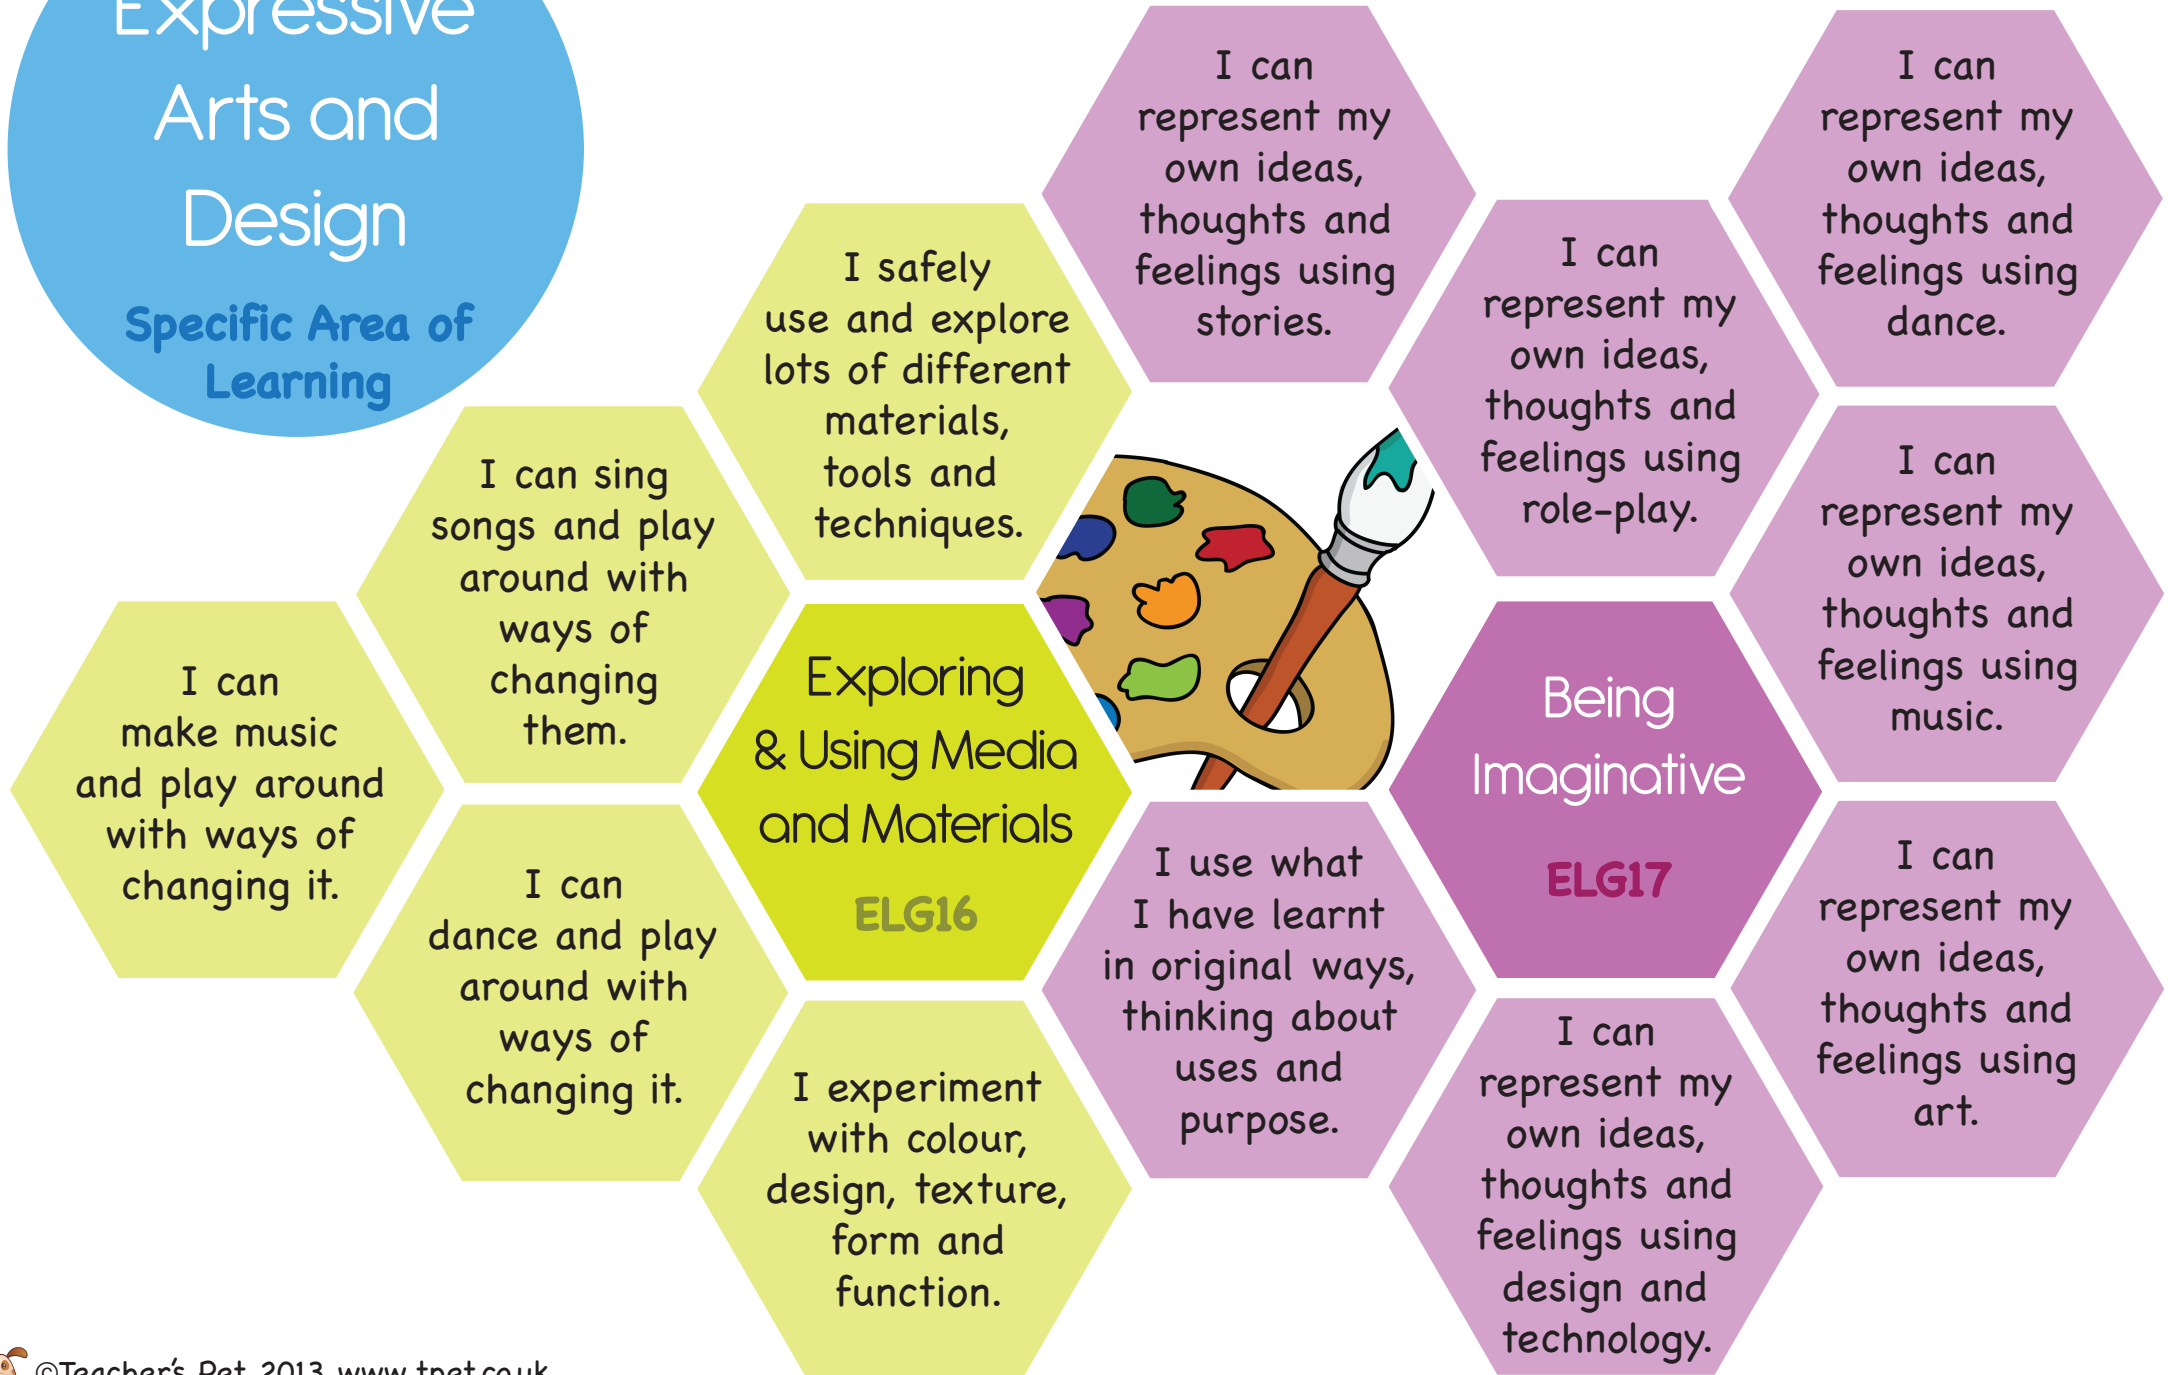 Expressive
Arts and
Design
Specific Area of
Learning
I can
make music
and play around
with ways of
changing it.
I can sing
songs and play
around with
ways of
changing
them.
I can
dance and play
around with
ways of
changing it.
I safely
use and explore
lots of different
materials,
tools and
techniques.
Exploring
& Using Media
and Materials
ELG16
I experiment
with colour,
design, texture,
form and
function.
I can
represent my
own ideas,
thoughts and
feelings using
stories.
I use what
I have learnt
in original ways,
thinking about
uses and
purpose.
I can
represent my
own ideas,
thoughts and
feelings using
role-play.
Being
Imaginative
ELG17
I can
represent my
own ideas,
thoughts and
feelings using
design and
technology.
I can
represent my
own ideas,
thoughts and
feelings using
dance.
I can
represent my
own ideas,
thoughts and
feelings using
music.
I can
represent my
own ideas,
thoughts and
feelings using
art.
©Teacher's Pet 2013 www.tpet.co.uk